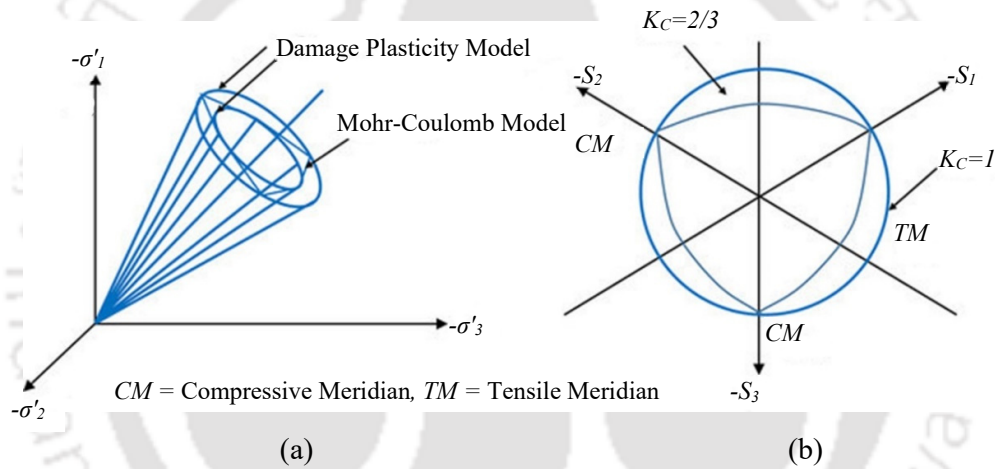 -σ'1
Damage Plasticity Model
Mohr-Coulomb Model
-σ'3
-σ'2
KC=2/3
-S2
-S1
CM
KC=1
TM
CM
-S3
CM = Compressive Meridian, TM = Tensile Meridian
(a)
(b)